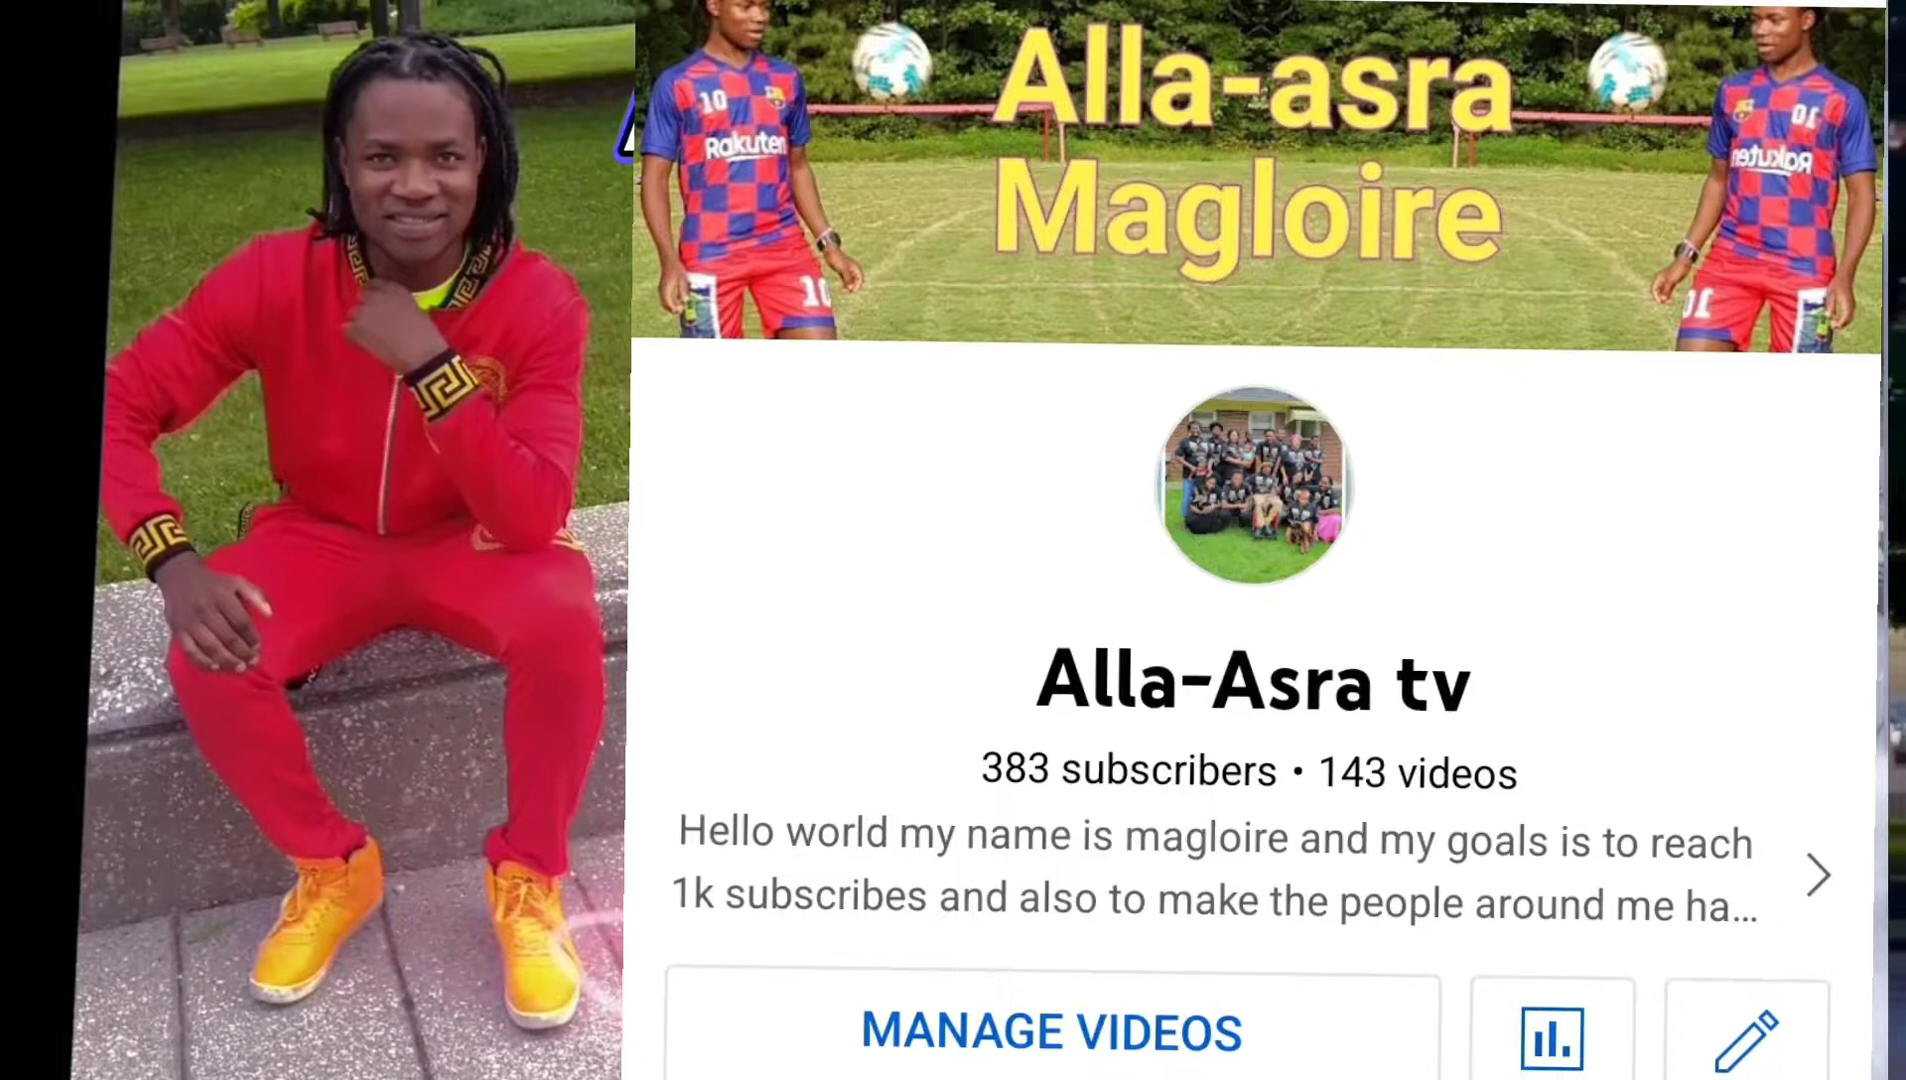 Alla-asra
Magloire
10
Rakuten
10
10
Rakuten
10
Alla-Asra tv
383 subscribers • 143 videos
Hello world my name is magloire and my goals is to reach
1k subscribes and also to make the people around me ha...
MANAGE VIDEOS